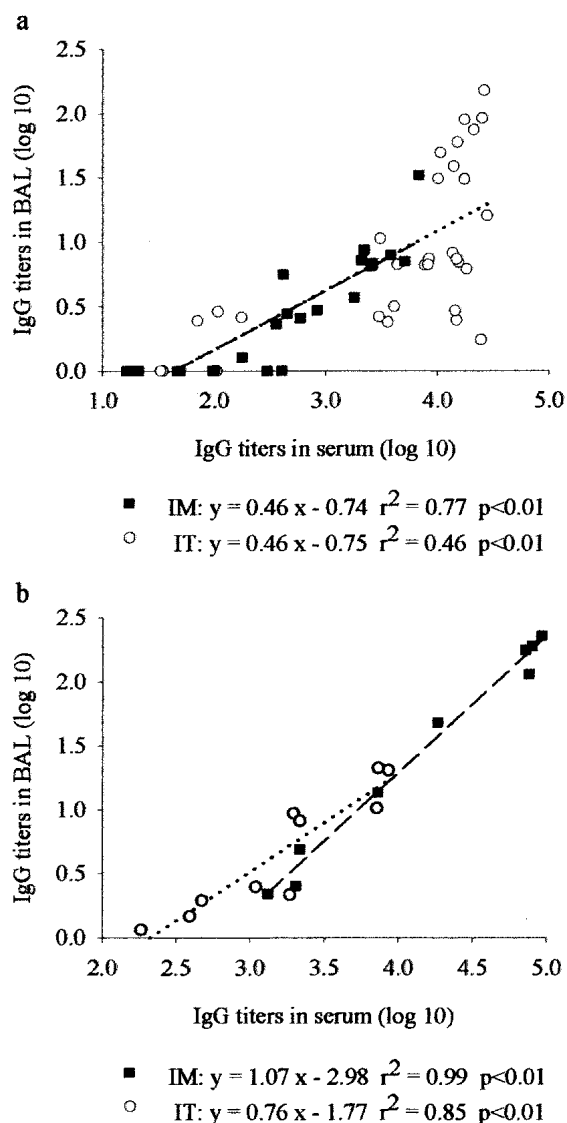 a
2.5
2.0
1.5
1.0
0.5
0.0
IgG titers in BAL (log 10)
1.0 2.0 3.0 4.0 5.0
IgG titers in serum (log 10)
■ IM: y = 0.46 x - 0.74 r² = 0.77 p<0.01
○ IT: y = 0.46 x - 0.75 r² = 0.46 p<0.01
b
2.5
2.0
1.5
1.0
0.5
0.0
IgG titers in BAL (log 10)
2.0 2.5 3.0 3.5 4.0 4.5 5.0
IgG titers in serum (log 10)
■ IM: y = 1.07 x - 2.98 r² = 0.99 p<0.01
○ IT: y = 0.76 x - 1.77 r² = 0.85 p<0.01